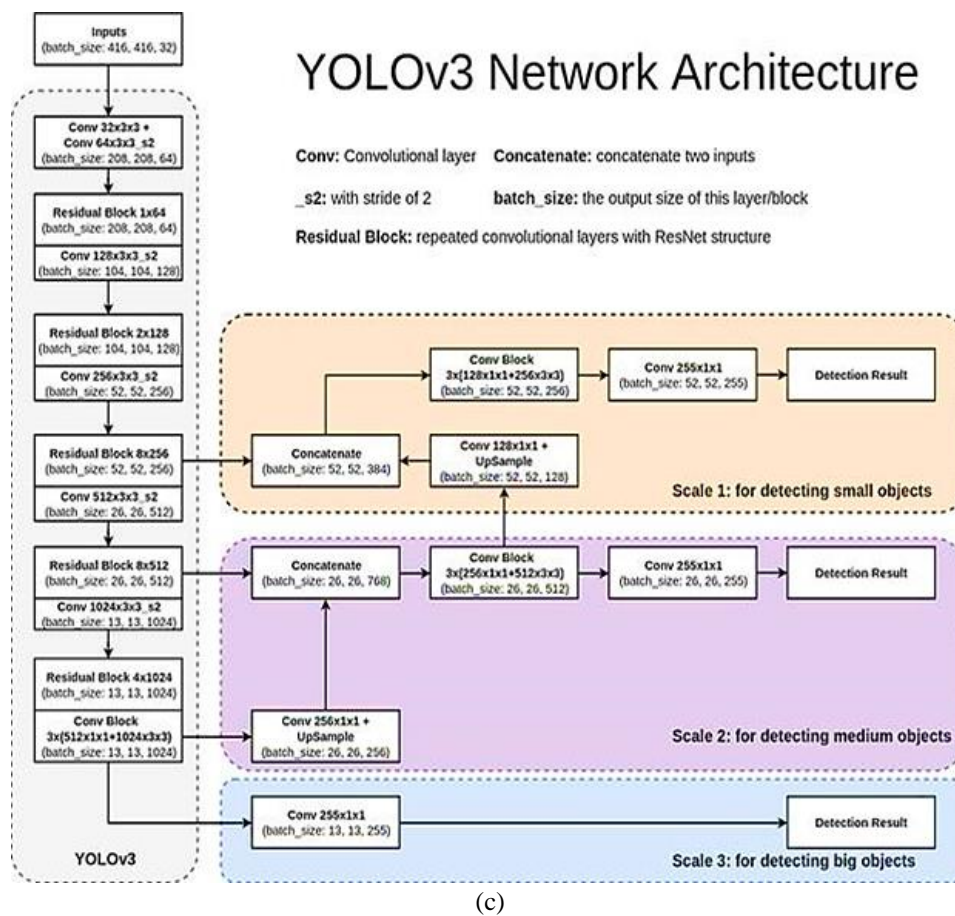 Inputs
(batch_size: 416, 416, 32)
YOLOv3 Network Architecture
Conv: Convolutional layer Concatenate: concatenate two inputs
_s2: with stride of 2 batch_size: the output size of this layer/block
Residual Block: repeated convolutional layers with ResNet structure
Conv 32x3x3 +
Conv 64x3x3_s2
(batch_size: 208, 208, 64)
Residual Block 1x64
(batch_size: 208, 208, 64)
Conv 128x3x3_s2
(batch_size: 104, 104, 128)
Residual Block 2x128
(batch_size: 104, 104, 128)
Conv 256x3x3_s2
(batch_size: 52, 52, 256)
Residual Block 8x256
(batch_size: 52, 52, 256)
Conv 512x3x3_s2
(batch_size: 26, 26, 512)
Residual Block 8x512
(batch_size: 26, 26, 512)
Conv 1024x3x3_s2
(batch_size: 13, 13, 1024)
Residual Block 4x1024
(batch_size: 13, 13, 1024)
Conv Block
3x(512x1x1+1024x3x3)
(batch_size: 13, 13, 1024)
YOLOv3
Conv Block
3x(128x1x1+256x3x3)
(batch_size: 52, 52, 256)
Conv 255x1x1
(batch_size: 52, 52, 255)
Detection Result
Concatenate
(batch_size: 52, 52, 384)
Conv 128x1x1 +
UpSample
(batch_size: 52, 52, 128)
Scale 1: for detecting small objects
Concatenate
(batch_size: 26, 26, 768)
Conv Block
3x(256x1x1+512x3x3)
(batch_size: 26, 26, 512)
Conv 255x1x1
(batch_size: 26, 26, 255)
Detection Result
Conv 256x1x1 +
UpSample
(batch_size: 26, 26, 256)
Scale 2: for detecting medium objects
Conv 255x1x1
(batch_size: 13, 13, 255)
Detection Result
Scale 3: for detecting big objects
(c)